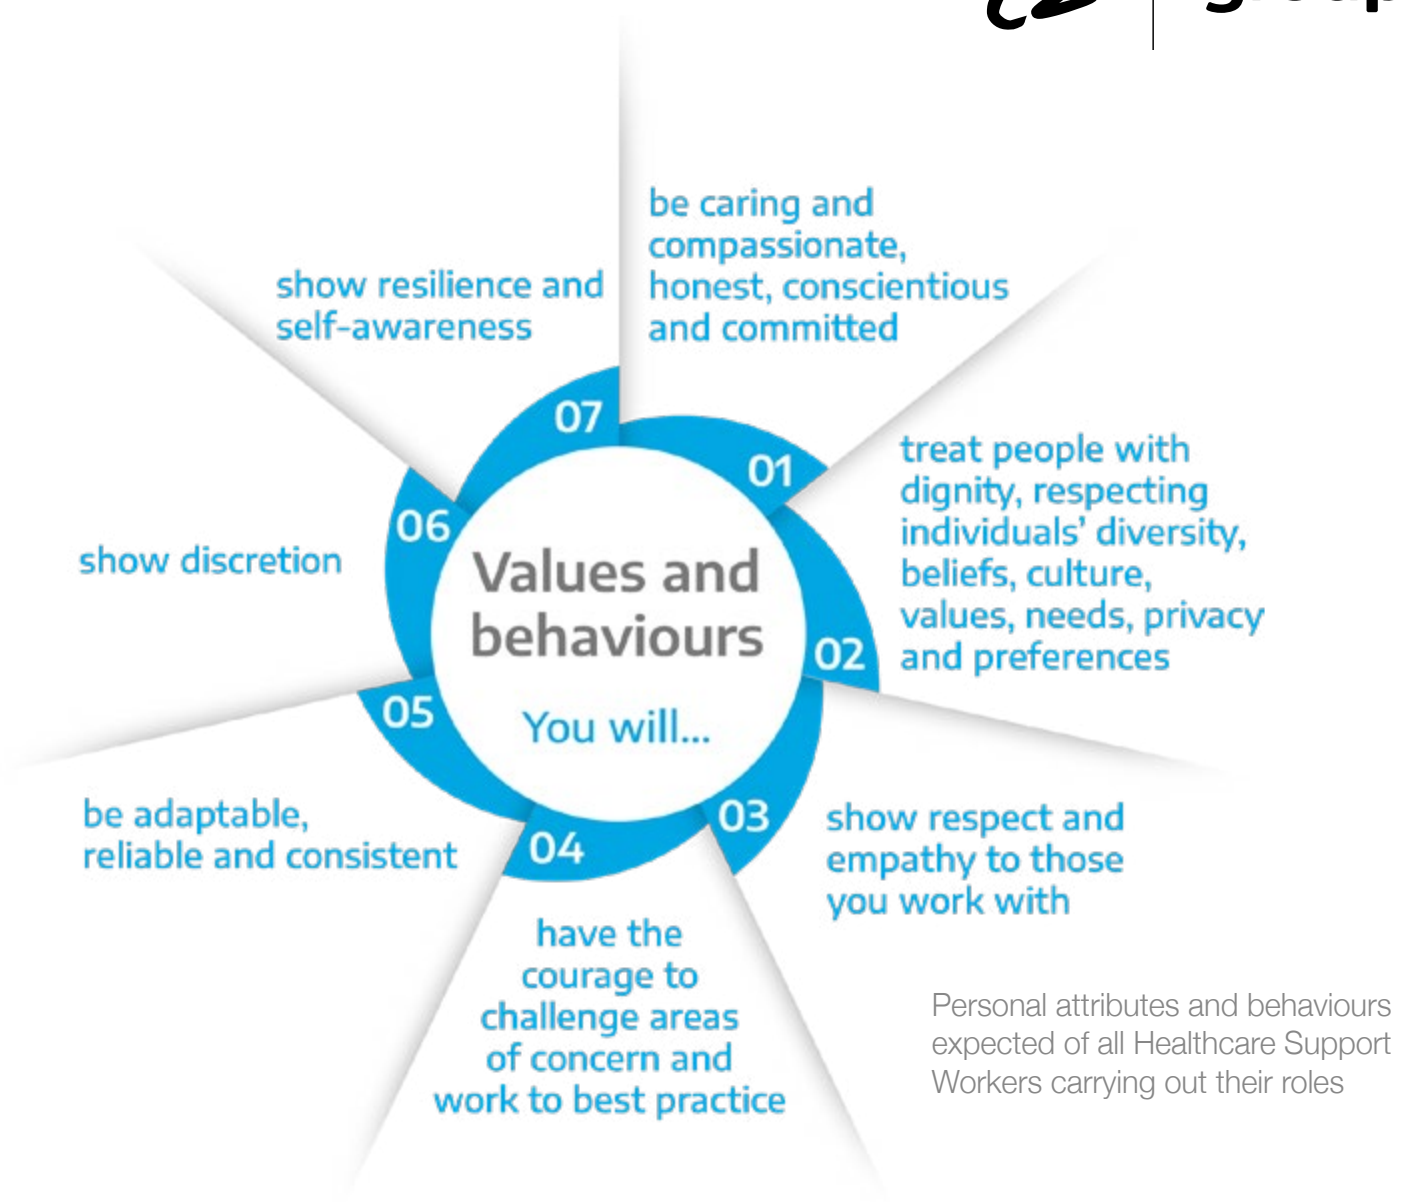 group
Values and
behaviours
You will...
01
be caring and
compassionate,
honest, conscientious
and committed
02
treat people with
dignity, respecting
individuals’ diversity,
beliefs, culture,
values, needs, privacy
and preferences
03
show respect and
empathy to those
you work with
04
have the
courage to
challenge areas
of concern and
work to best practice
05
be adaptable,
reliable and consistent
06
show discretion
07
show resilience and
self-awareness
Personal attributes and behaviours
expected of all Healthcare Support
Workers carrying out their roles